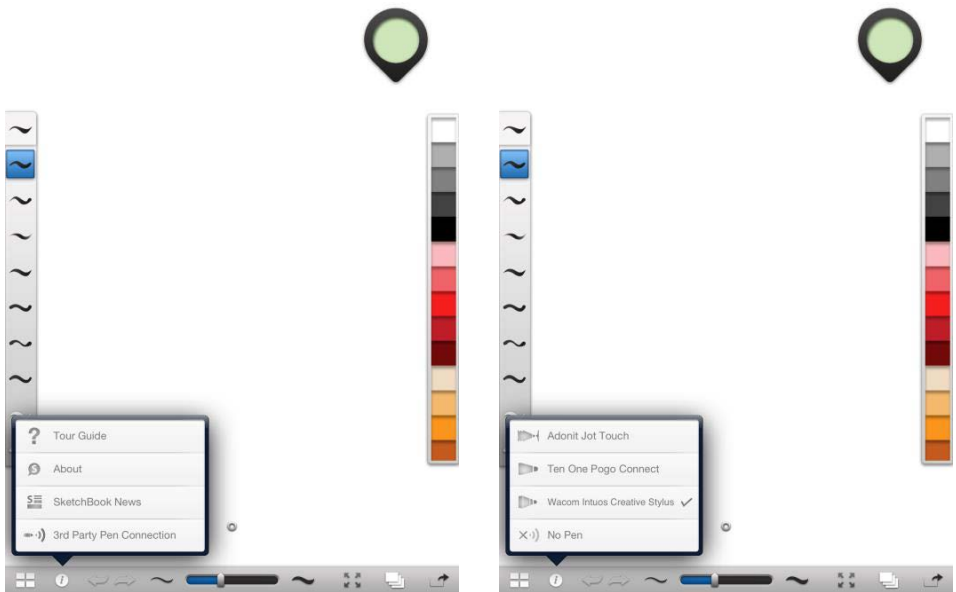 Tour Guide
About
SketchBook News
3rd Party Pen Connection
Adonit Jot Touch
Ten One Pogo Connect
Wacom Intuos Creative Stylus
No Pen